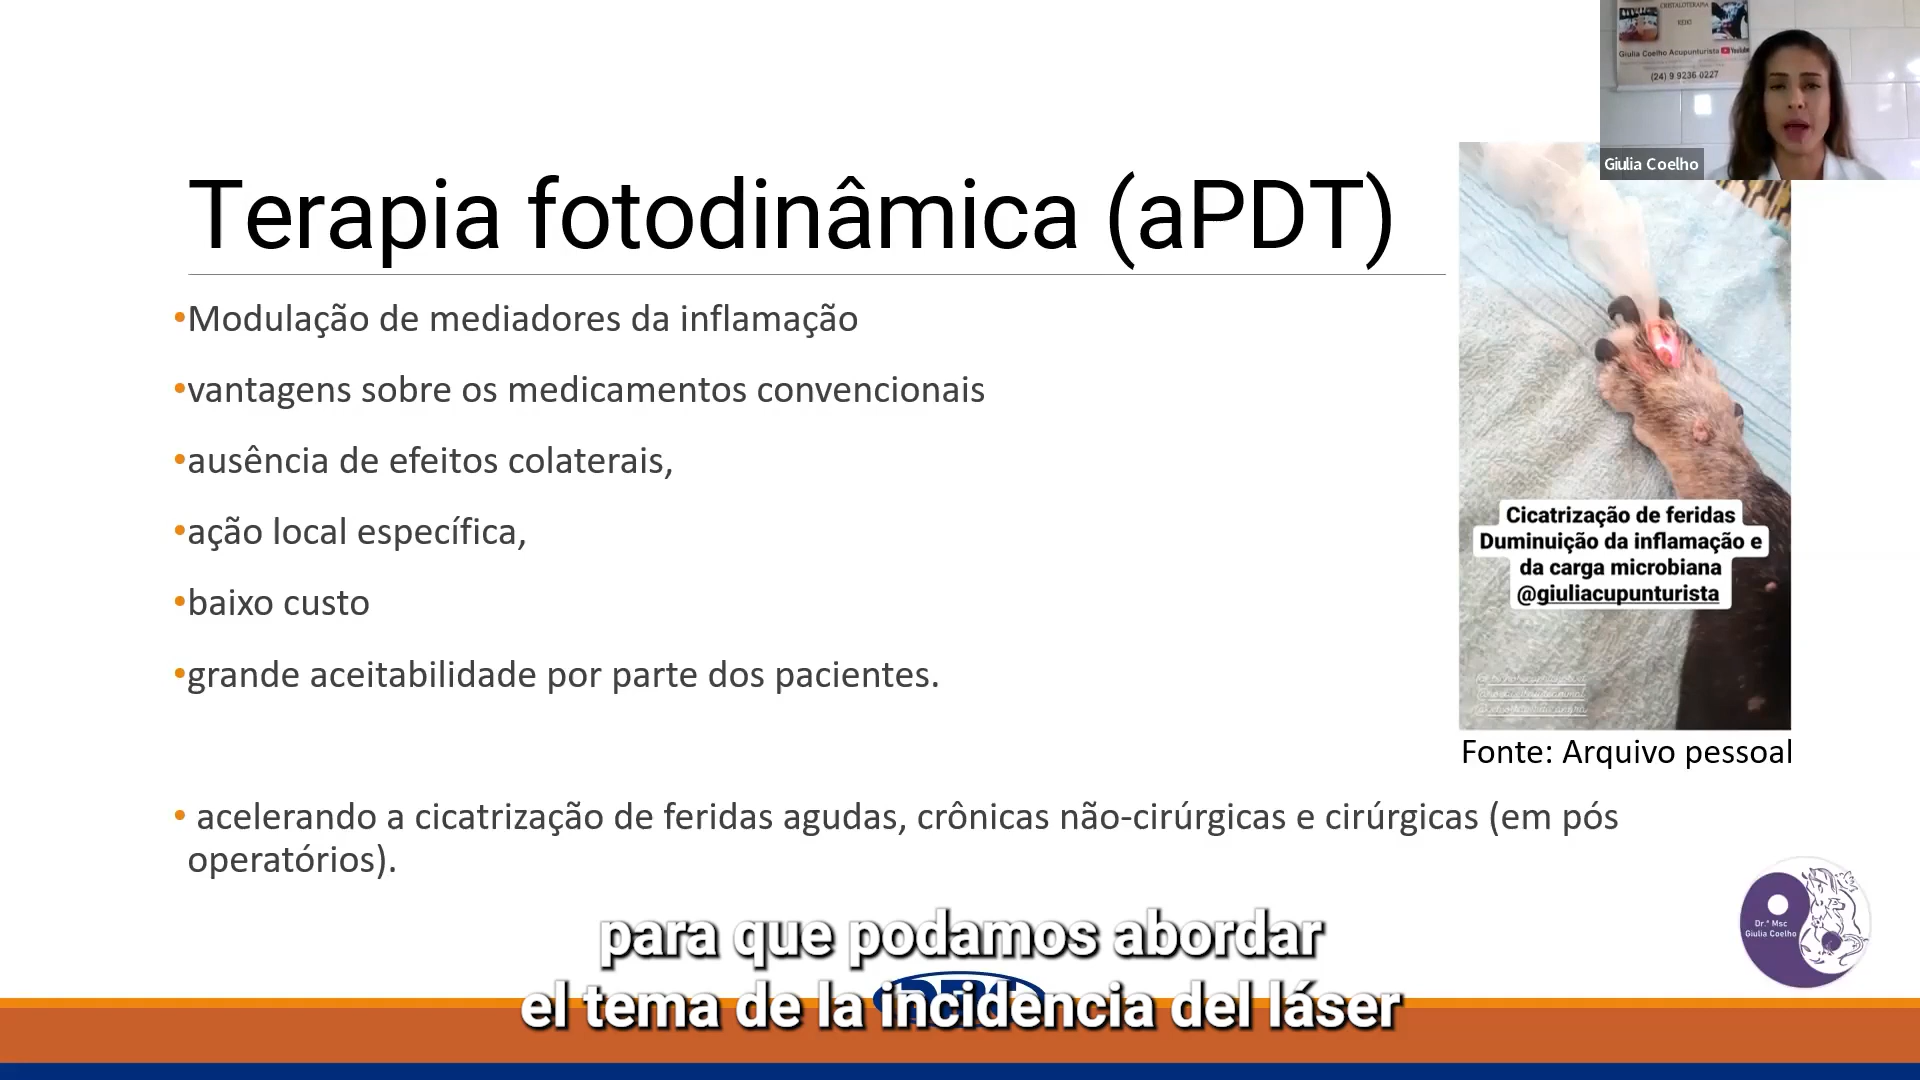 CRISTALOTERAPIA
REIKI
Giulia Coelho Acupunturista YouTube
(24) 9 9236 0227
Giulia Coelho
Terapia fotodinâmica (aPDT)
•Modulação de mediadores da inflamação
•vantagens sobre os medicamentos convencionais
•ausência de efeitos colaterais,
•ação local específica,
•baixo custo
•grande aceitabilidade por parte dos pacientes.
Cicatrização de feridas
Duminuição da inflamação e
da carga microbiana
@giuliacupunturista
Fonte: Arquivo pessoal
• acelerando a cicatrização de feridas agudas, crônicas não-cirúrgicas e cirúrgicas (em pós
operatórios).
Dr.ª Msc
Giulia Coelho
para que podamos abordar
el tema de la incidencia del láser